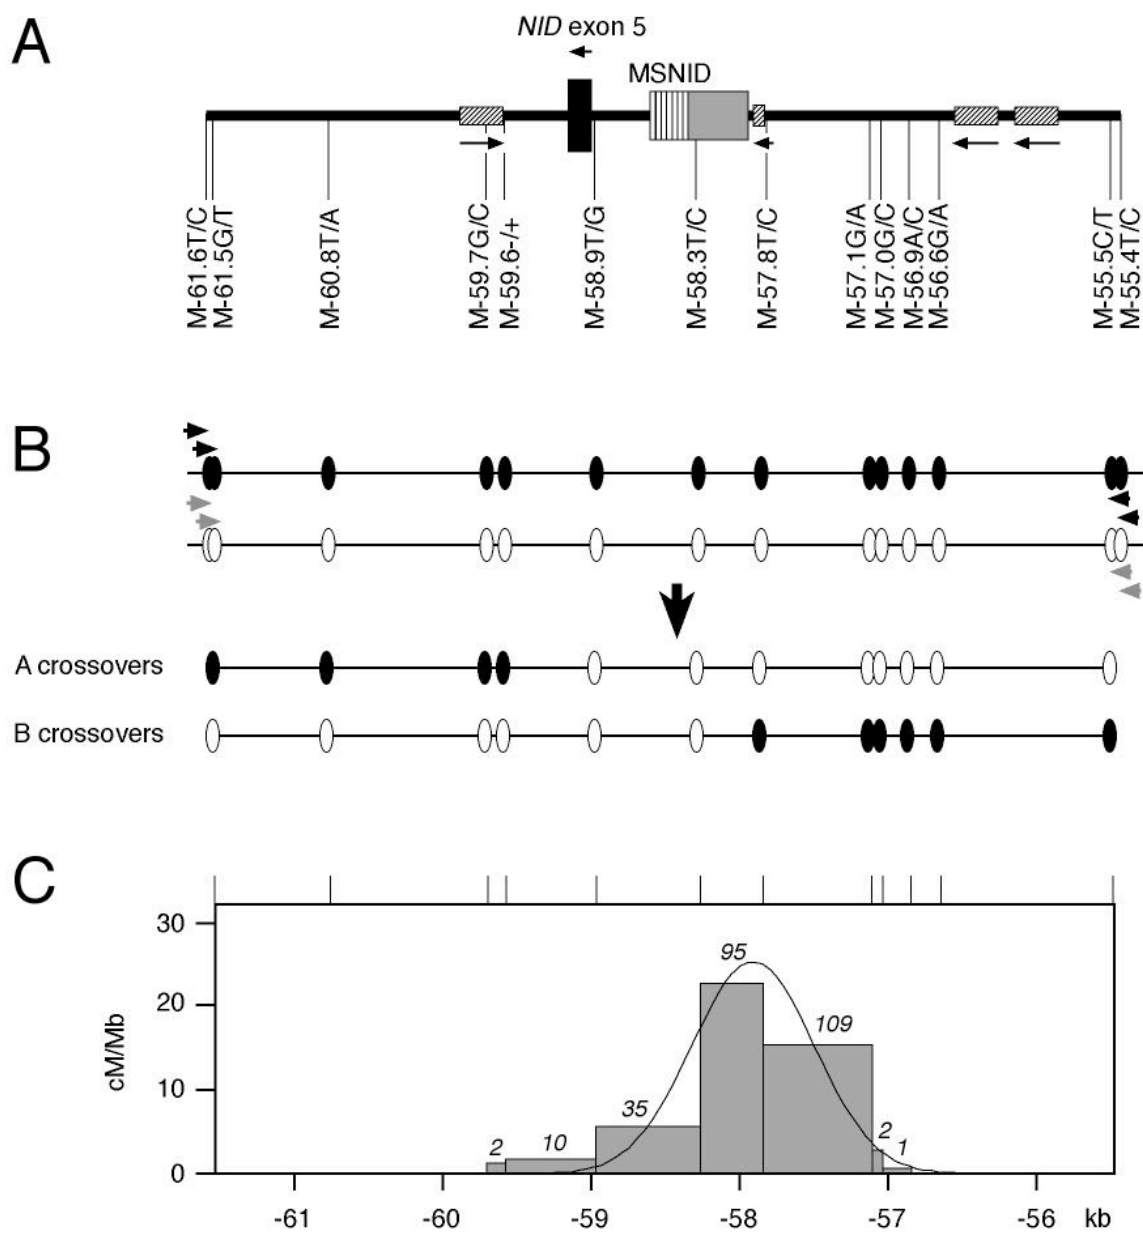 A
NID exon 5
MSNID
M-61.6T/C
M-61.5G/T
M-60.8T/A
M-59.7G/C
M-59.6-/+
M-58.9T/G
M-58.3T/C
M-57.8T/C
M-57.1G/A
M-57.0G/C
M-56.9A/C
M-56.6G/A
M-55.5C/T
M-55.4T/C
B
A crossovers
B crossovers
C
cM/Mb
30
20
10
0
2
10
35
95
109
2
1
-61
-60
-59
-58
-57
-56
kb